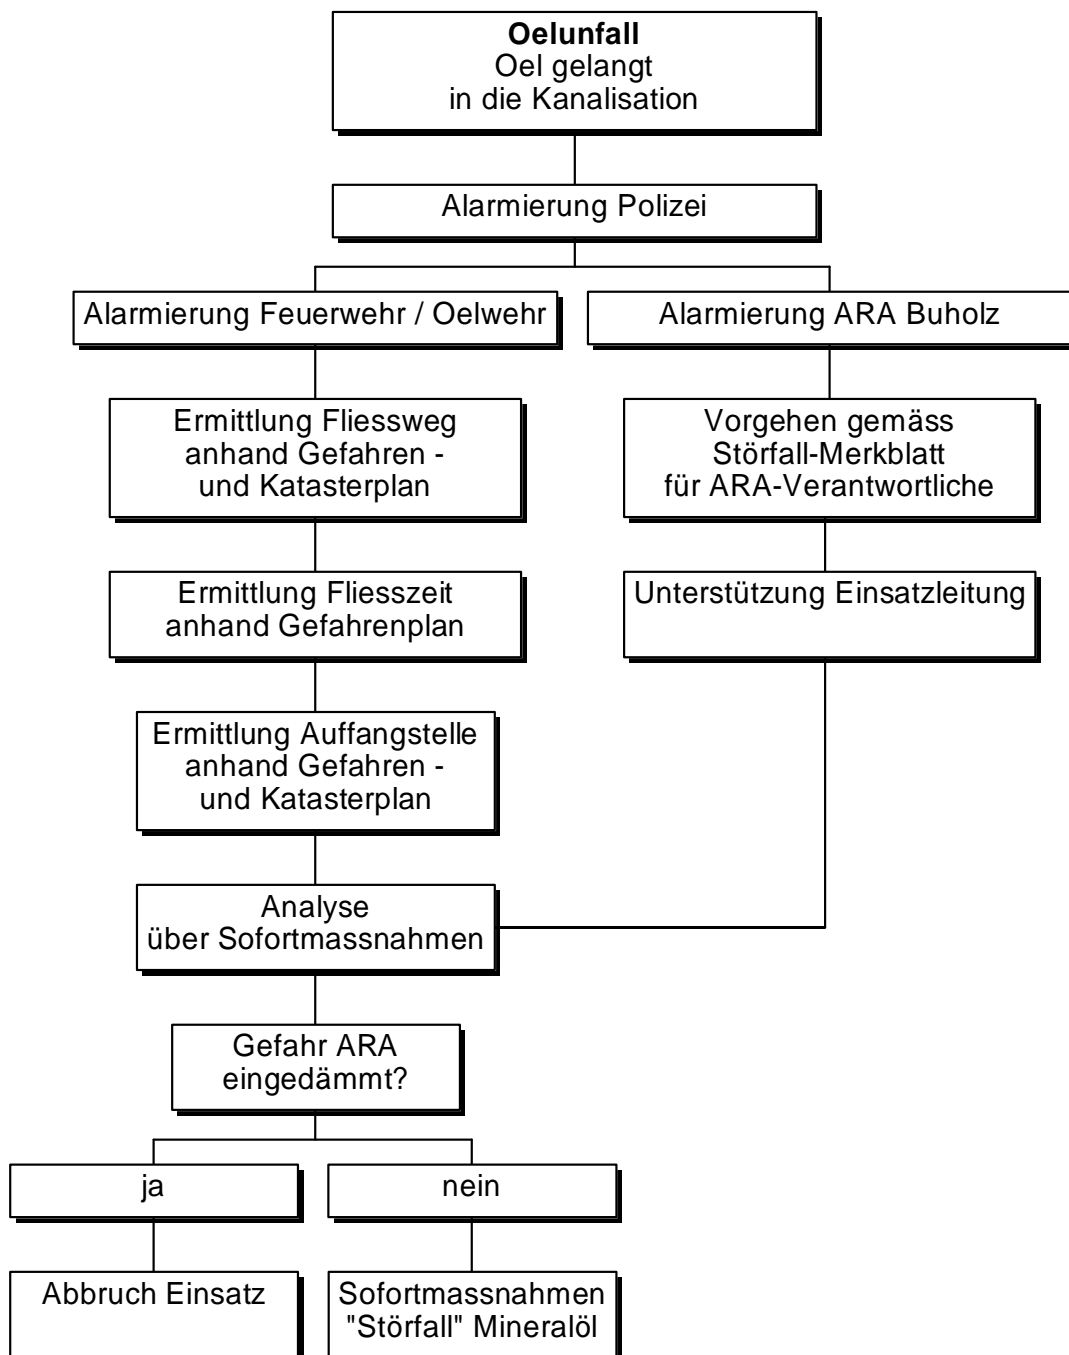 Oelunfall
Oel gelangt
in die Kanalisation
Alarmierung Polizei
Alarmierung Feuerwehr / Oelwehr
Alarmierung ARA Buholz
Ermittlung Fliessweg
anhand Gefahren -
und Katasterplan
Vorgehen gemäss
Störfall-Merkblatt
für ARA-Verantwortliche
Ermittlung Fliesszeit
anhand Gefahrenplan
Unterstützung Einsatzleitung
Ermittlung Auffangstelle
anhand Gefahren -
und Katasterplan
Analyse
über Sofortmassnahmen
Gefahr ARA
eingedämmt?
ja
nein
Abbruch Einsatz
Sofortmassnahmen
"Störfall" Mineralöl